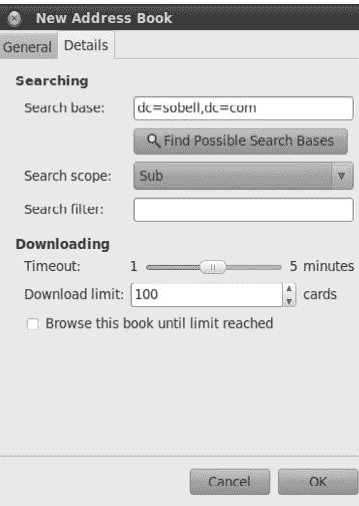 New Address Book
General Details
Searching
Search base: dc=sobell,dc=com
Find Possible Search Bases
Search scope: Sub
Search filter:
Downloading
Timeout: 1 5 minutes
Download limit: 100 cards
Browse this book until limit reached
Cancel OK